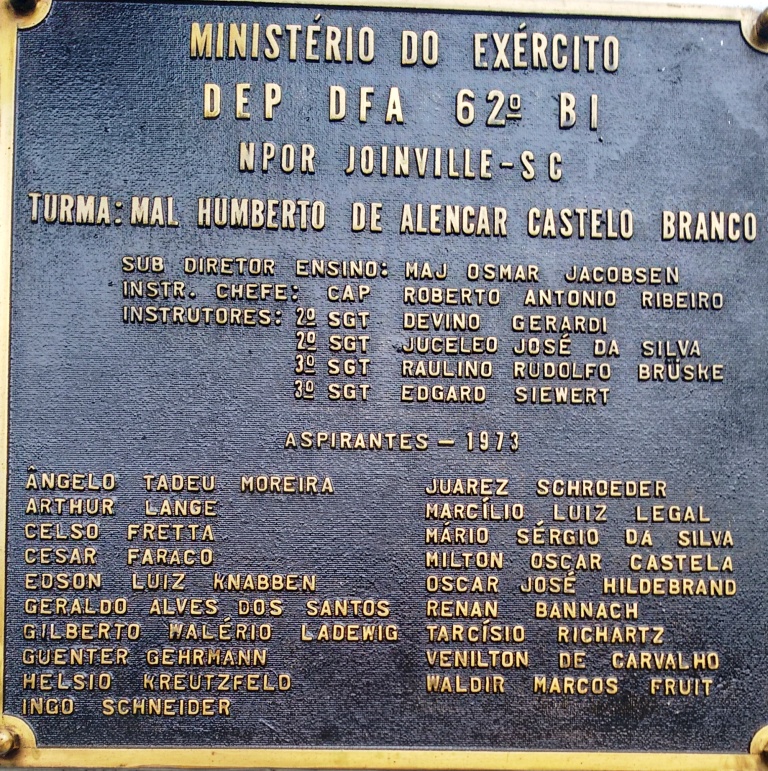 MINISTÉRIO DO EXÉRCITO
DEP DFA 62º BI
NPOR JOINVILLE-SC
TURMA: MAL HUMBERTO DE ALENCAR CASTELO BRANCO
SUB DIRETOR ENSINO: MAJ OSMAR JACOBSEN
INSTR. CHEFE: CAP ROBERTO ANTONIO RIBEIRO
INSTRUTORES: 2º SGT DEVINO GERARDI
2º SGT JUCELEO JOSÉ DA SILVA
3º SGT RAULINO RUDOLFO BRÜSKE
3º SGT EDGARD SIEWERT
ASPIRANTES — 1973
ÂNGELO TADEU MOREIRA
ARTHUR LANGE
CELSO FRETTA
CESAR FARACO
EDSON LUIZ KNABBEN
GERALDO ALVES DOS SANTOS
GILBERTO WALÉRIO LADEWIG
GUENTER GEHRMANN
HELSIO KREUTZFELD
INGO SCHNEIDER
JUAREZ SCHROEDER
MARCÍLIO LUIZ LEGAL
MÁRIO SÉRGIO DA SILVA
MILTON OSCAR CASTELA
OSCAR JOSÉ HILDEBRAND
RENAN BANNACH
TARCÍSIO RICHARTZ
VENILTON DE CARVALHO
WALDIR MARCOS FRUIT